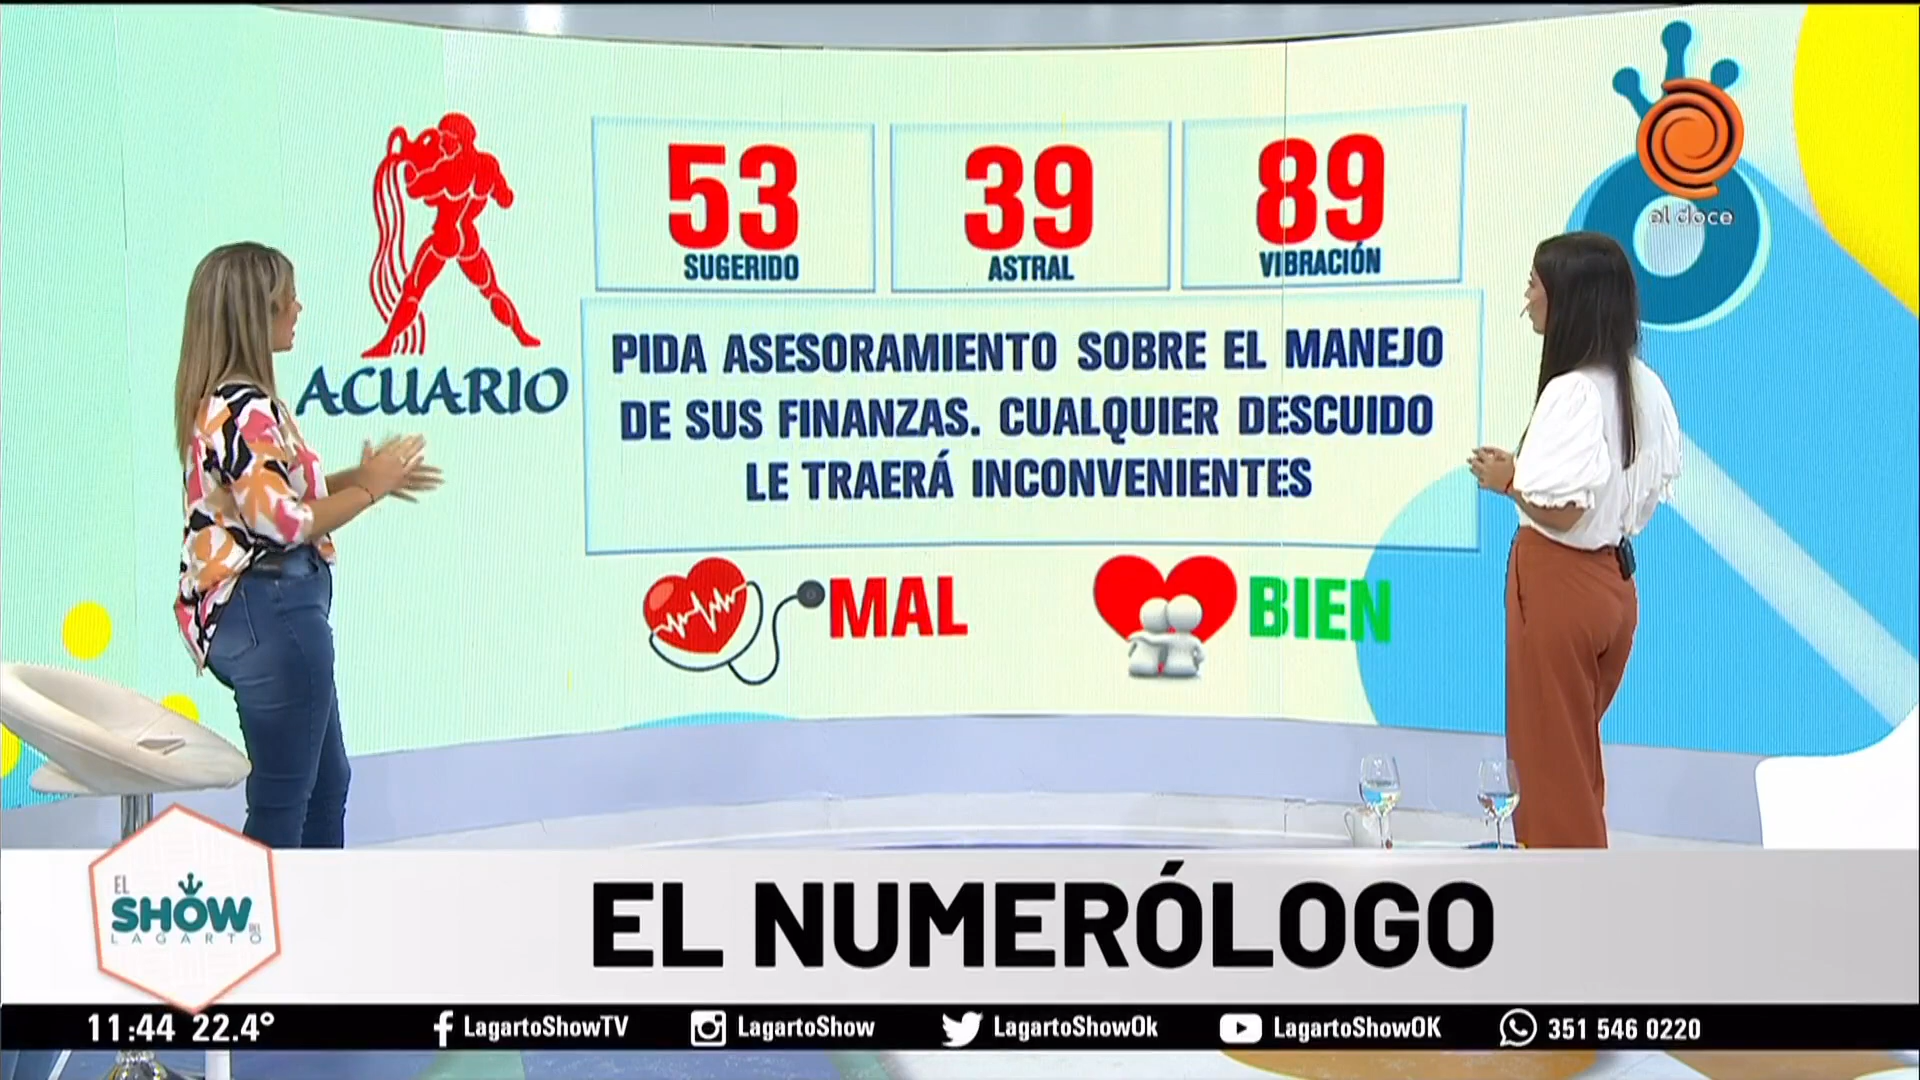 53
SUGERIDO
39
ASTRAL
89
VIBRACIÓN
el doce
ACUARIO
PIDA ASESORAMIENTO SOBRE EL MANEJO
DE SUS FINANZAS. CUALQUIER DESCUIDO
LE TRAERÁ INCONVENIENTES
MAL
BIEN
EL
SHOW DEL
LAGARTO
EL NUMERÓLOGO
11:44 22.4°
LagartoShowTV
LagartoShow
LagartoShowOk
LagartoShowOK
351 546 0220